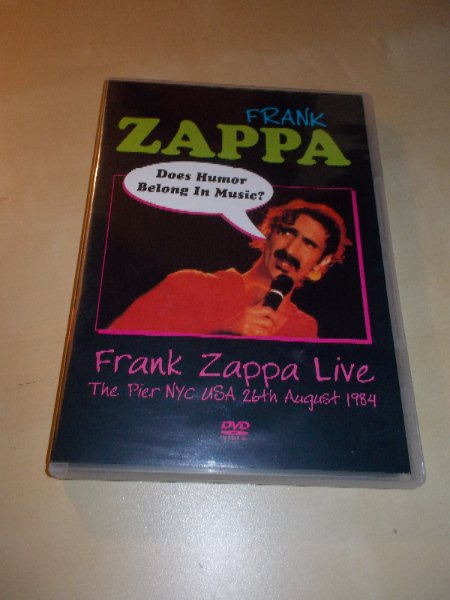 FRANK
ZAPPA
Does Humor
Belong In Music?
Frank Zappa Live
The Pier NYC USA 26th August 1984
DVD